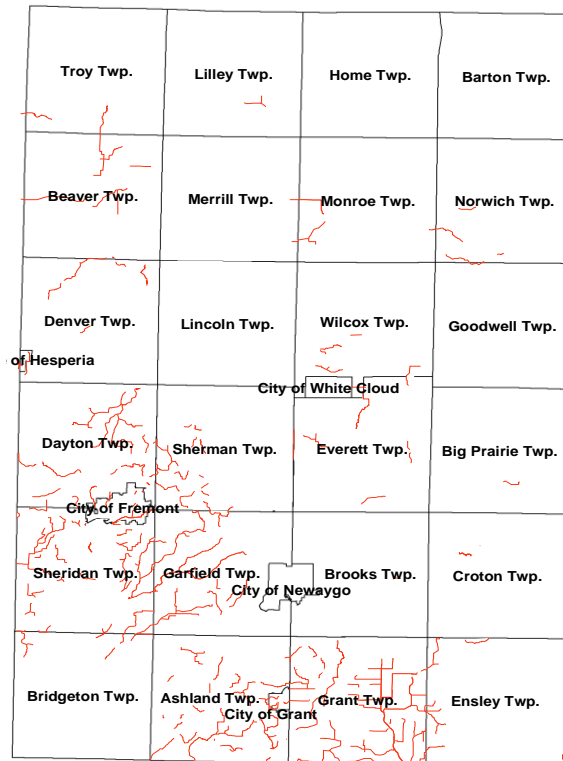 Troy Twp.
Lilley Twp.
Home Twp.
Barton Twp.
Beaver Twp.
Merrill Twp.
Monroe Twp.
Norwich Twp.
Denver Twp.
Lincoln Twp.
Wilcox Twp.
Goodwell Twp.
of Hesperia
City of White Cloud
Dayton Twp.
Sherman Twp.
Everett Twp.
Big Prairie Twp.
City of Fremont
Sheridan Twp.
Garfield Twp.
Brooks Twp.
Croton Twp.
City of Newaygo
Bridgeton Twp.
Ashland Twp.
Grant Twp.
Ensley Twp.
City of Grant